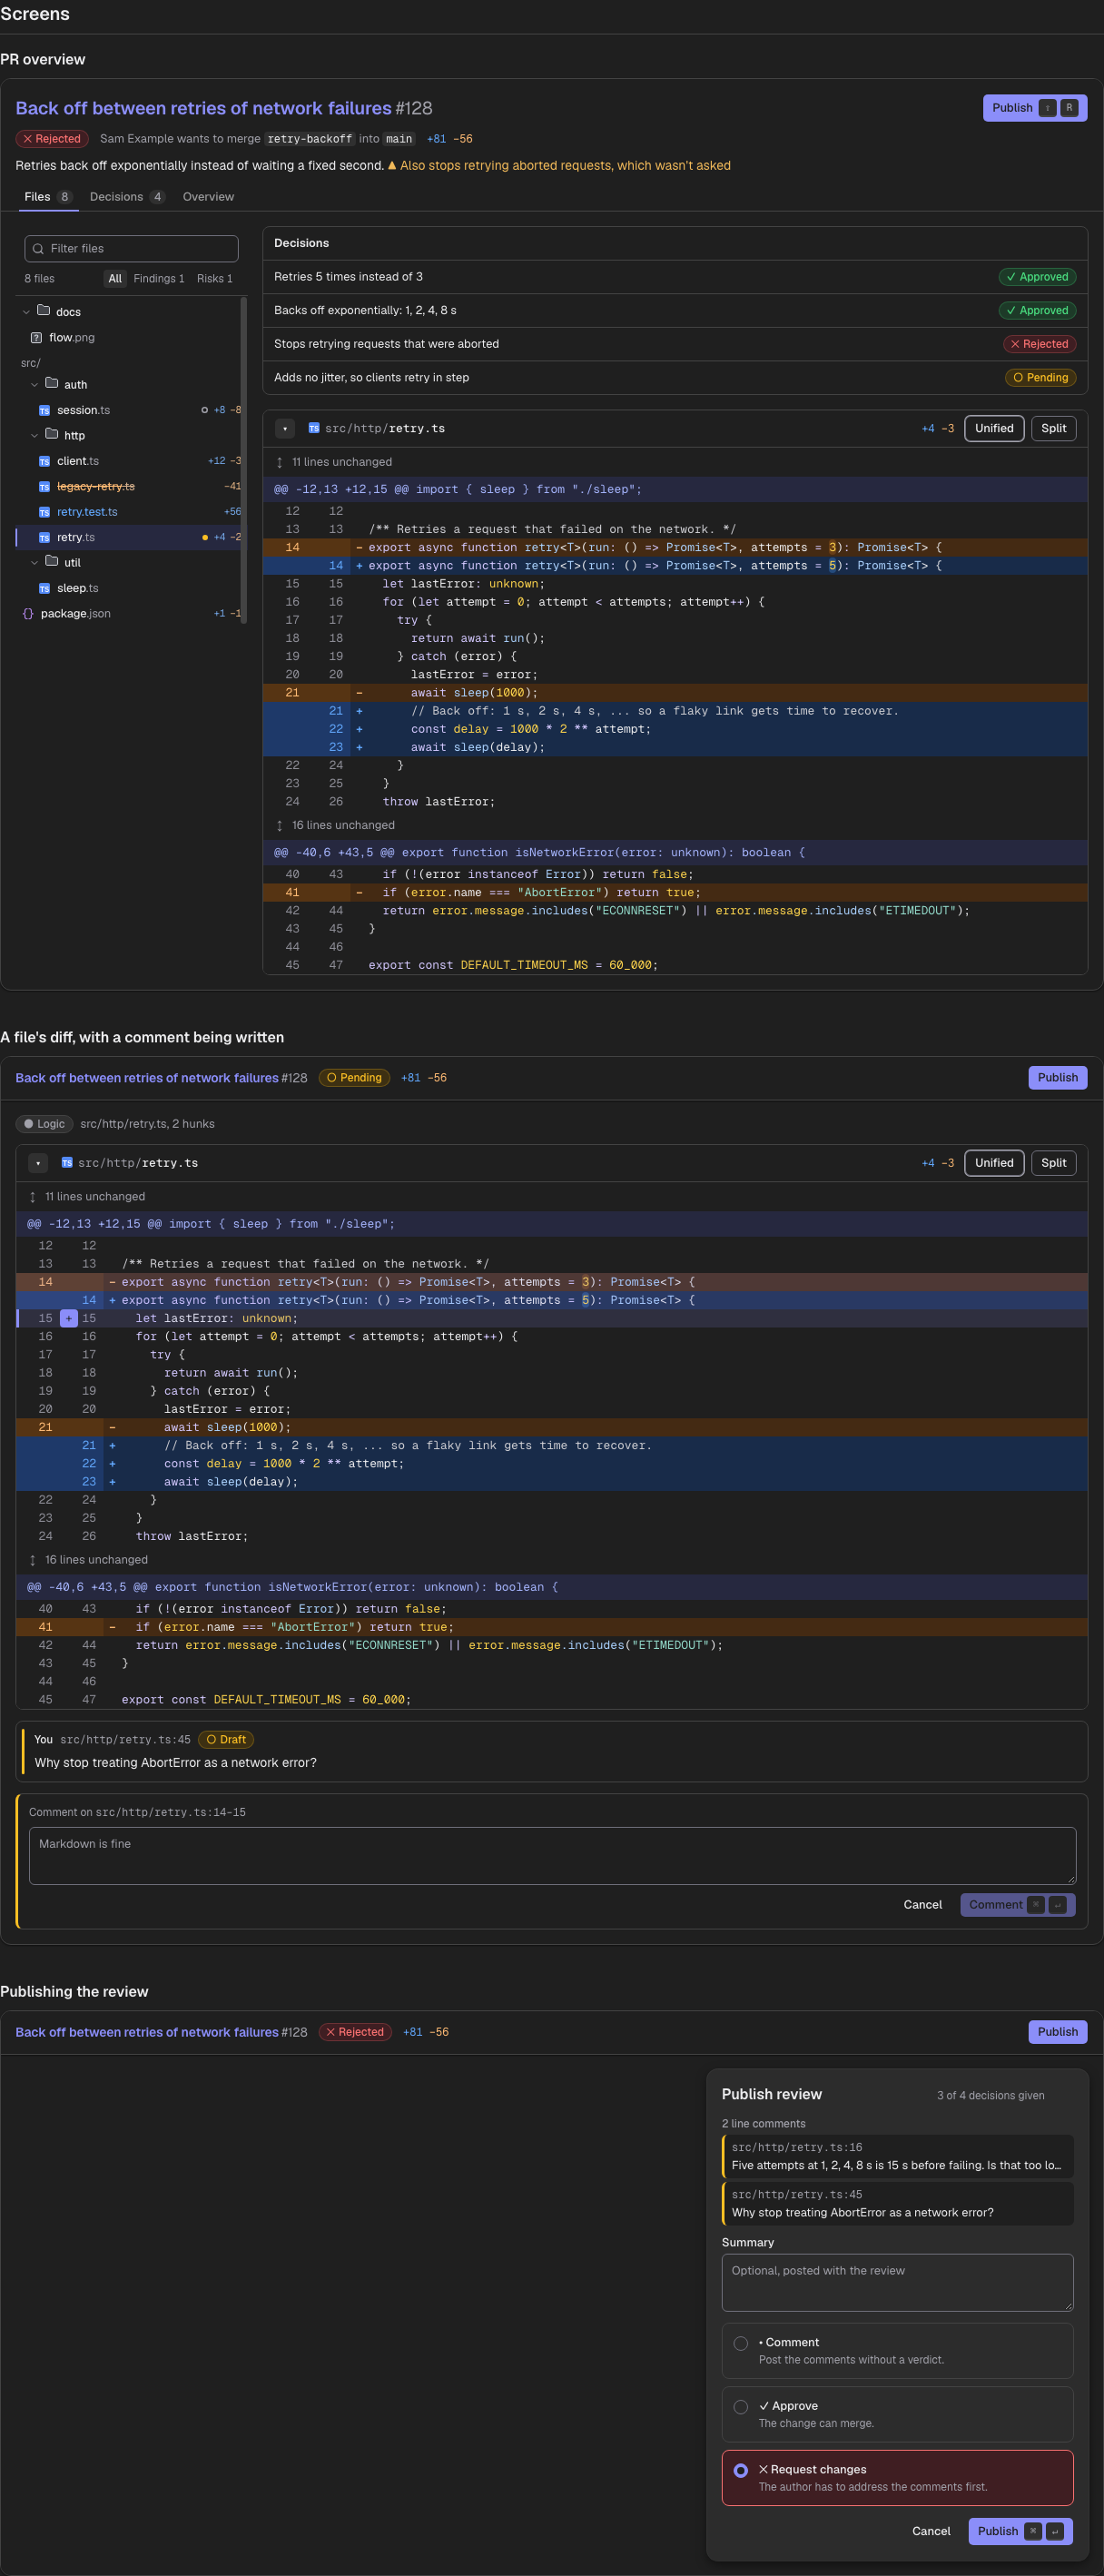 Screens
PR overview
Back off between retries of network failures #128
Publish ⇧ R
✕ Rejected Sam Example wants to merge retry-backoff into main +81 −56
Retries back off exponentially instead of waiting a fixed second. ▲ Also stops retrying aborted requests, which wasn't asked
Files 8 Decisions 4 Overview
Filter files
8 files All Findings 1 Risks 1
docs
flow.png
src/
auth
session.ts +8 −8
http
client.ts +12 −3
legacy-retry.ts −41
retry.test.ts +56
retry.ts +4 −2
util
sleep.ts
package.json +1 −1
Decisions
Retries 5 times instead of 3 ✓ Approved
Backs off exponentially: 1, 2, 4, 8 s ✓ Approved
Stops retrying requests that were aborted ✕ Rejected
Adds no jitter, so clients retry in step Pending
TS src/http/retry.ts +4 −3 Unified Split
11 lines unchanged
@@ -12,13 +12,15 @@ import { sleep } from "./sleep";
12 12
13 13 /** Retries a request that failed on the network. */
14 − export async function retry<T>(run: () => Promise<T>, attempts = 3): Promise<T> {
14 + export async function retry<T>(run: () => Promise<T>, attempts = 5): Promise<T> {
15 15 let lastError: unknown;
16 16 for (let attempt = 0; attempt < attempts; attempt++) {
17 17 try {
18 18 return await run();
19 19 } catch (error) {
20 20 lastError = error;
21 − await sleep(1000);
21 + // Back off: 1 s, 2 s, 4 s, ... so a flaky link gets time to recover.
22 + const delay = 1000 * 2 ** attempt;
23 + await sleep(delay);
22 24 }
23 25 }
24 26 throw lastError;
16 lines unchanged
@@ -40,6 +43,5 @@ export function isNetworkError(error: unknown): boolean {
40 43 if (!(error instanceof Error)) return false;
41 − if (error.name === "AbortError") return true;
42 44 return error.message.includes("ECONNRESET") || error.message.includes("ETIMEDOUT");
43 45 }
44 46
45 47 export const DEFAULT_TIMEOUT_MS = 60_000;
A file's diff, with a comment being written
Back off between retries of network failures #128 Pending +81 −56 Publish
Logic src/http/retry.ts, 2 hunks
TS src/http/retry.ts +4 −3 Unified Split
11 lines unchanged
@@ -12,13 +12,15 @@ import { sleep } from "./sleep";
12 12
13 13 /** Retries a request that failed on the network. */
14 − export async function retry<T>(run: () => Promise<T>, attempts = 3): Promise<T> {
14 + export async function retry<T>(run: () => Promise<T>, attempts = 5): Promise<T> {
15 + 15 let lastError: unknown;
16 16 for (let attempt = 0; attempt < attempts; attempt++) {
17 17 try {
18 18 return await run();
19 19 } catch (error) {
20 20 lastError = error;
21 − await sleep(1000);
21 + // Back off: 1 s, 2 s, 4 s, ... so a flaky link gets time to recover.
22 + const delay = 1000 * 2 ** attempt;
23 + await sleep(delay);
22 24 }
23 25 }
24 26 throw lastError;
16 lines unchanged
@@ -40,6 +43,5 @@ export function isNetworkError(error: unknown): boolean {
40 43 if (!(error instanceof Error)) return false;
41 − if (error.name === "AbortError") return true;
42 44 return error.message.includes("ECONNRESET") || error.message.includes("ETIMEDOUT");
43 45 }
44 46
45 47 export const DEFAULT_TIMEOUT_MS = 60_000;
You src/http/retry.ts:45 Draft
Why stop treating AbortError as a network error?
Comment on src/http/retry.ts:14–15
Markdown is fine
Cancel Comment ⌘ ↵
Publishing the review
Back off between retries of network failures #128 ✕ Rejected +81 −56 Publish
Publish review 3 of 4 decisions given
2 line comments
src/http/retry.ts:16
Five attempts at 1, 2, 4, 8 s is 15 s before failing. Is that too lo…
src/http/retry.ts:45
Why stop treating AbortError as a network error?
Summary
Optional, posted with the review
• Comment
Post the comments without a verdict.
✓ Approve
The change can merge.
✕ Request changes
The author has to address the comments first.
Cancel Publish ⌘ ↵